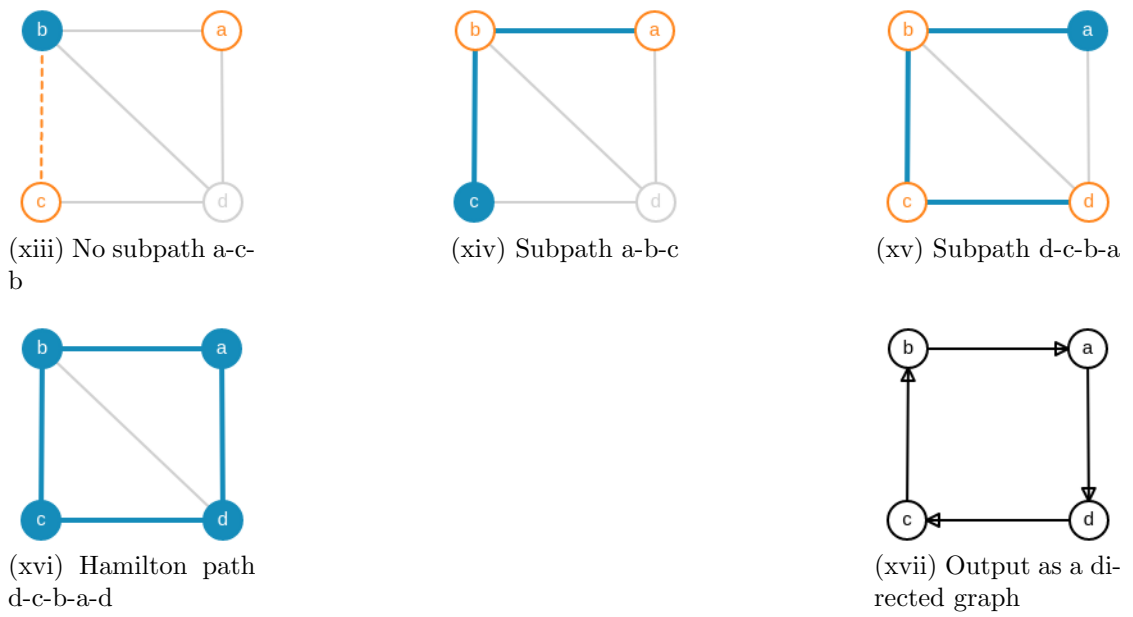 b a
c d
(xiii) No subpath a-c-
b
b a
c d
(xiv) Subpath a-b-c
b a
c d
(xv) Subpath d-c-b-a
b a
c d
(xvi) Hamilton path
d-c-b-a-d
b a
c d
(xvii) Output as a di-
rected graph